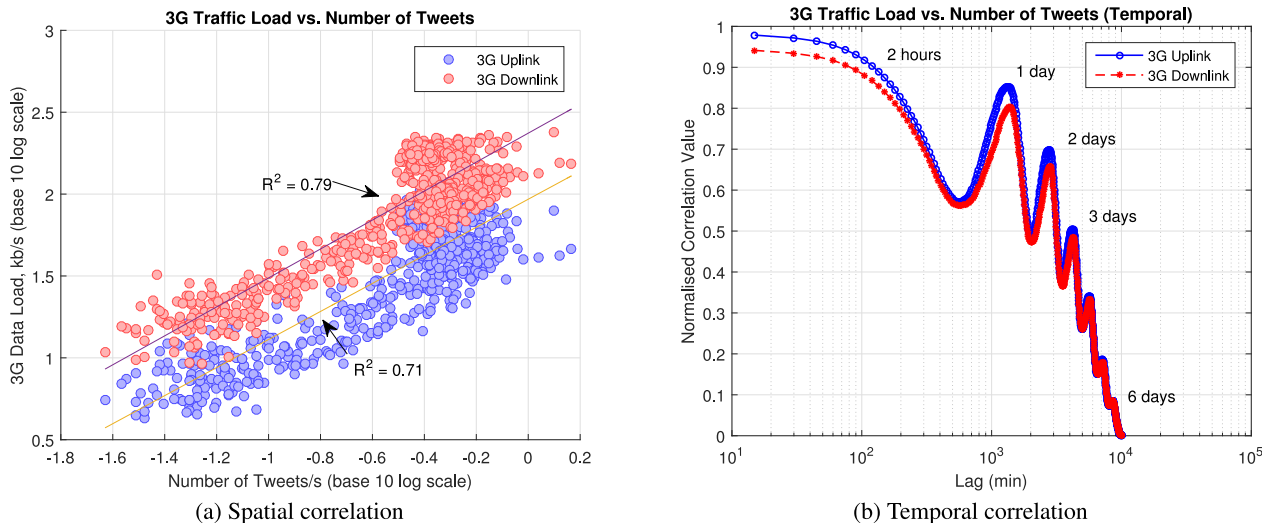 3G Traffic Load vs. Number of Tweets
3
2.5
2
1.5
1
0.5
3G Data Load, kb/s (base 10 log scale)
3G Uplink
3G Downlink
R² = 0.79
R² = 0.71
-1.8 -1.6 -1.4 -1.2 -1 -0.8 -0.6 -0.4 -0.2 0 0.2
Number of Tweets/s (base 10 log scale)
(a) Spatial correlation
3G Traffic Load vs. Number of Tweets (Temporal)
1
0.9
0.8
0.7
0.6
0.5
0.4
0.3
0.2
0.1
0
Normalised Correlation Value
3G Uplink
3G Downlink
2 hours
1 day
2 days
3 days
6 days
10¹ 10² 10³ 10⁴ 10⁵
Lag (min)
(b) Temporal correlation